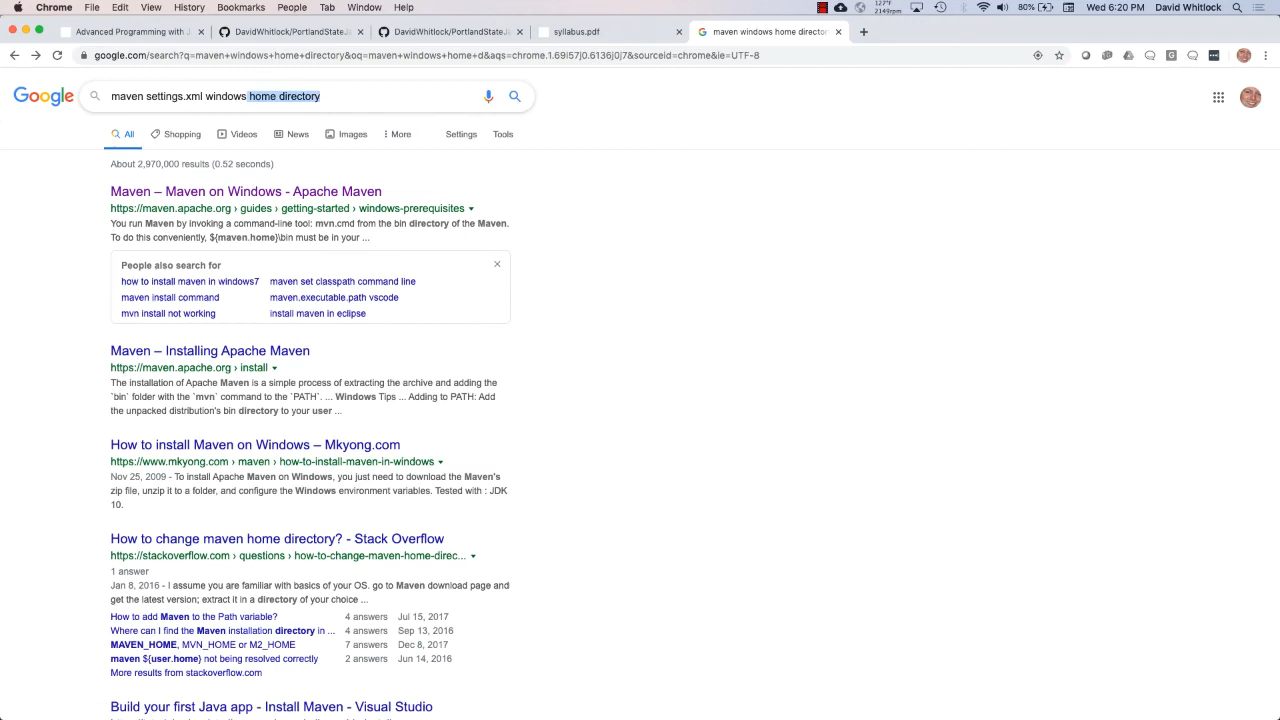 Chrome File Edit View History Bookmarks People Tab Window Help
80% Wed 6:20 PM David Whitlock
Advanced Programming with J
DavidWhitlock/PortlandStateJa
DavidWhitlock/PortlandStateJa
syllabus.pdf
maven windows home director
google.com/search?q=maven+windows+home+directory&oq=maven+windows+home+d&aqs=chrome.1.69i57j0.6136j0j7&sourceid=chrome&ie=UTF-8
Google
maven settings.xml windows home directory
All Shopping Videos News Images More Settings Tools
About 2,970,000 results (0.52 seconds)
Maven – Maven on Windows - Apache Maven
https://maven.apache.org › guides › getting-started › windows-prerequisites
You run Maven by invoking a command-line tool: mvn.cmd from the bin directory of the Maven.
To do this conveniently, ${maven.home}\bin must be in your ...
People also search for
how to install maven in windows7 maven set classpath command line
maven install command maven.executable.path vscode
mvn install not working install maven in eclipse
Maven – Installing Apache Maven
https://maven.apache.org › install
The installation of Apache Maven is a simple process of extracting the archive and adding the
`bin` folder with the `mvn` command to the `PATH`. ... Windows Tips ... Adding to PATH: Add
the unpacked distribution's bin directory to your user ...
How to install Maven on Windows – Mkyong.com
https://www.mkyong.com › maven › how-to-install-maven-in-windows
Nov 25, 2009 - To install Apache Maven on Windows, you just need to download the Maven's
zip file, unzip it to a folder, and configure the Windows environment variables. Tested with : JDK
10.
How to change maven home directory? - Stack Overflow
https://stackoverflow.com › questions › how-to-change-maven-home-direc...
1 answer
Jan 8, 2016 - I assume you are familiar with basics of your OS. go to Maven download page and
get the latest version; extract it in a directory of your choice ...
How to add Maven to the Path variable? 4 answers Jul 15, 2017
Where can I find the Maven installation directory in ... 4 answers Sep 13, 2016
MAVEN_HOME, MVN_HOME or M2_HOME 7 answers Dec 8, 2017
maven ${user.home} not being resolved correctly 2 answers Jun 14, 2016
More results from stackoverflow.com
Build your first Java app - Install Maven - Visual Studio